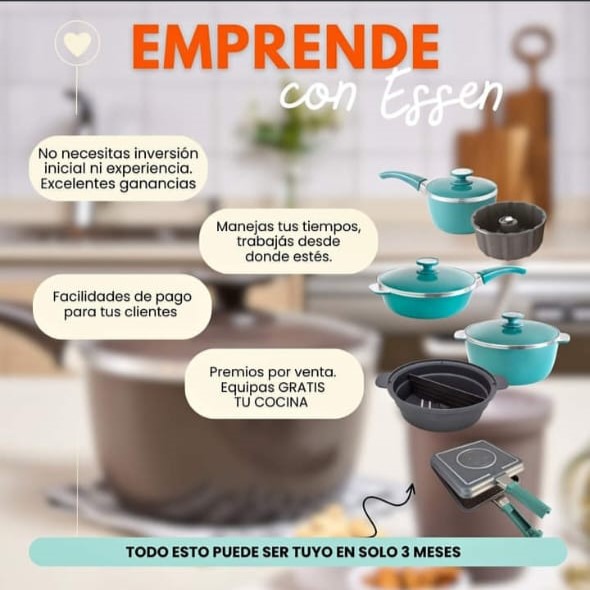 EMPRENDE
con Essen
No necesitas inversión
inicial ni experiencia.
Excelentes ganancias
Manejas tus tiempos,
trabajás desde
donde estés.
Facilidades de pago
para tus clientes
Premios por venta.
Equipas GRATIS
TU COCINA
TODO ESTO PUEDE SER TUYO EN SOLO 3 MESES